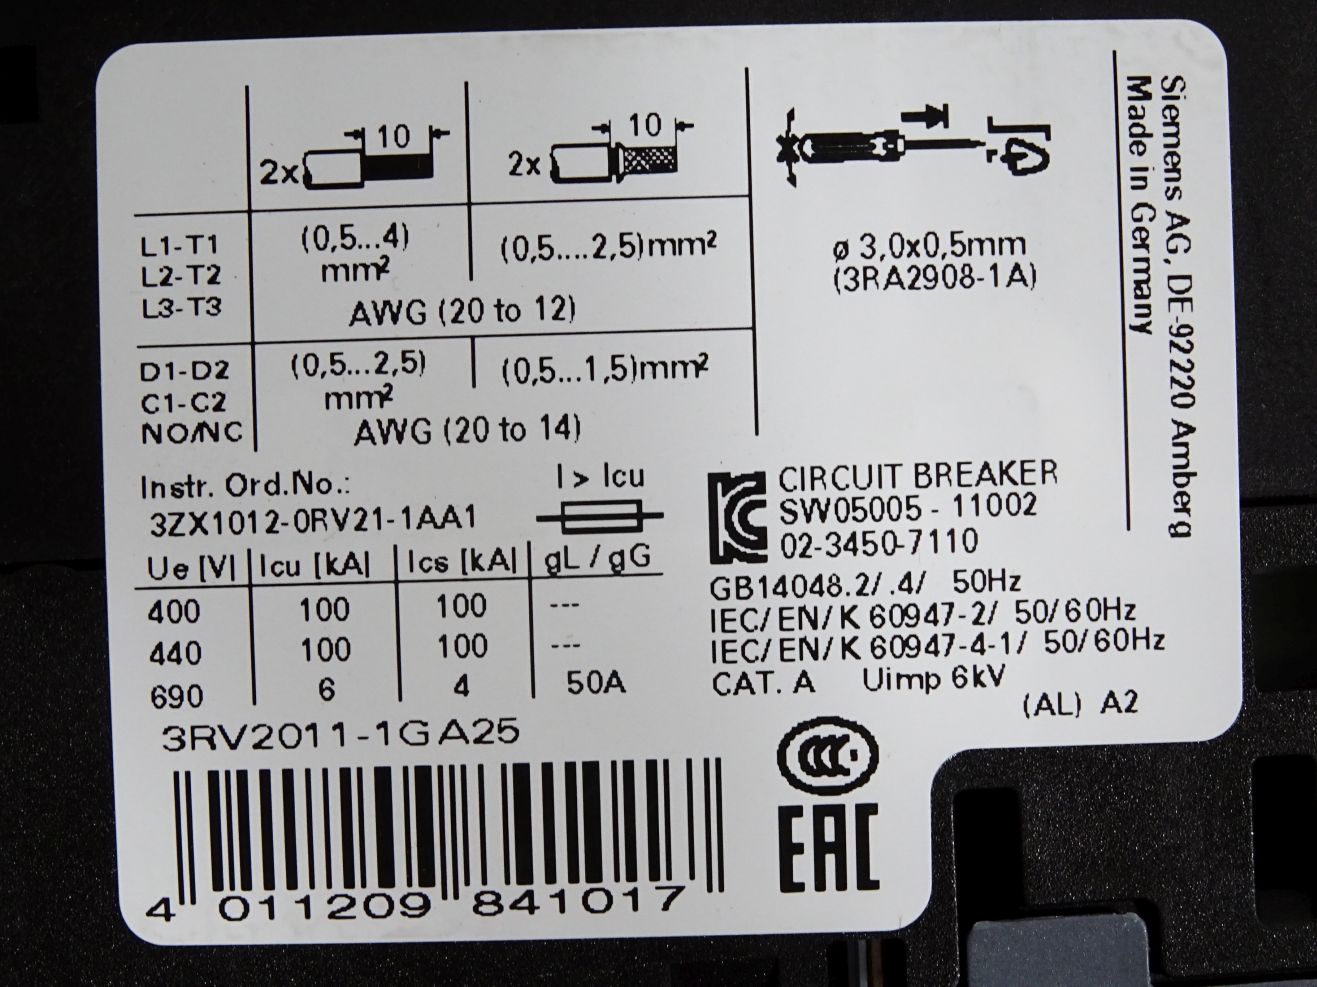 2x 10
2x 10
L1-T1
L2-T2
L3-T3
(0,5...4)
mm²
(0,5....2,5)mm²
AWG (20 to 12)
ø 3,0x0,5mm
(3RA2908-1A)
D1-D2
C1-C2
NO/NC
(0,5...2,5)
mm²
(0,5...1,5)mm²
AWG (20 to 14)
Siemens AG, DE-92220 Amberg
Made in Germany
Instr. Ord.No.:
3ZX1012-0RV21-1AA1
I > Icu
Ue [V] Icu [kA] Ics [kA] gL / gG
400 100 100 ---
440 100 100 ---
690 6 4 50A
3RV2011-1GA25
4 011209 841017
CIRCUIT BREAKER
SW05005 - 11002
02-3450-7110
GB14048.2/ .4/ 50Hz
IEC/ EN/ K 60947-2/ 50/60Hz
IEC/ EN/ K 60947-4-1/ 50/60Hz
CAT. A Uimp 6kV
(AL) A2
CCC
EAC